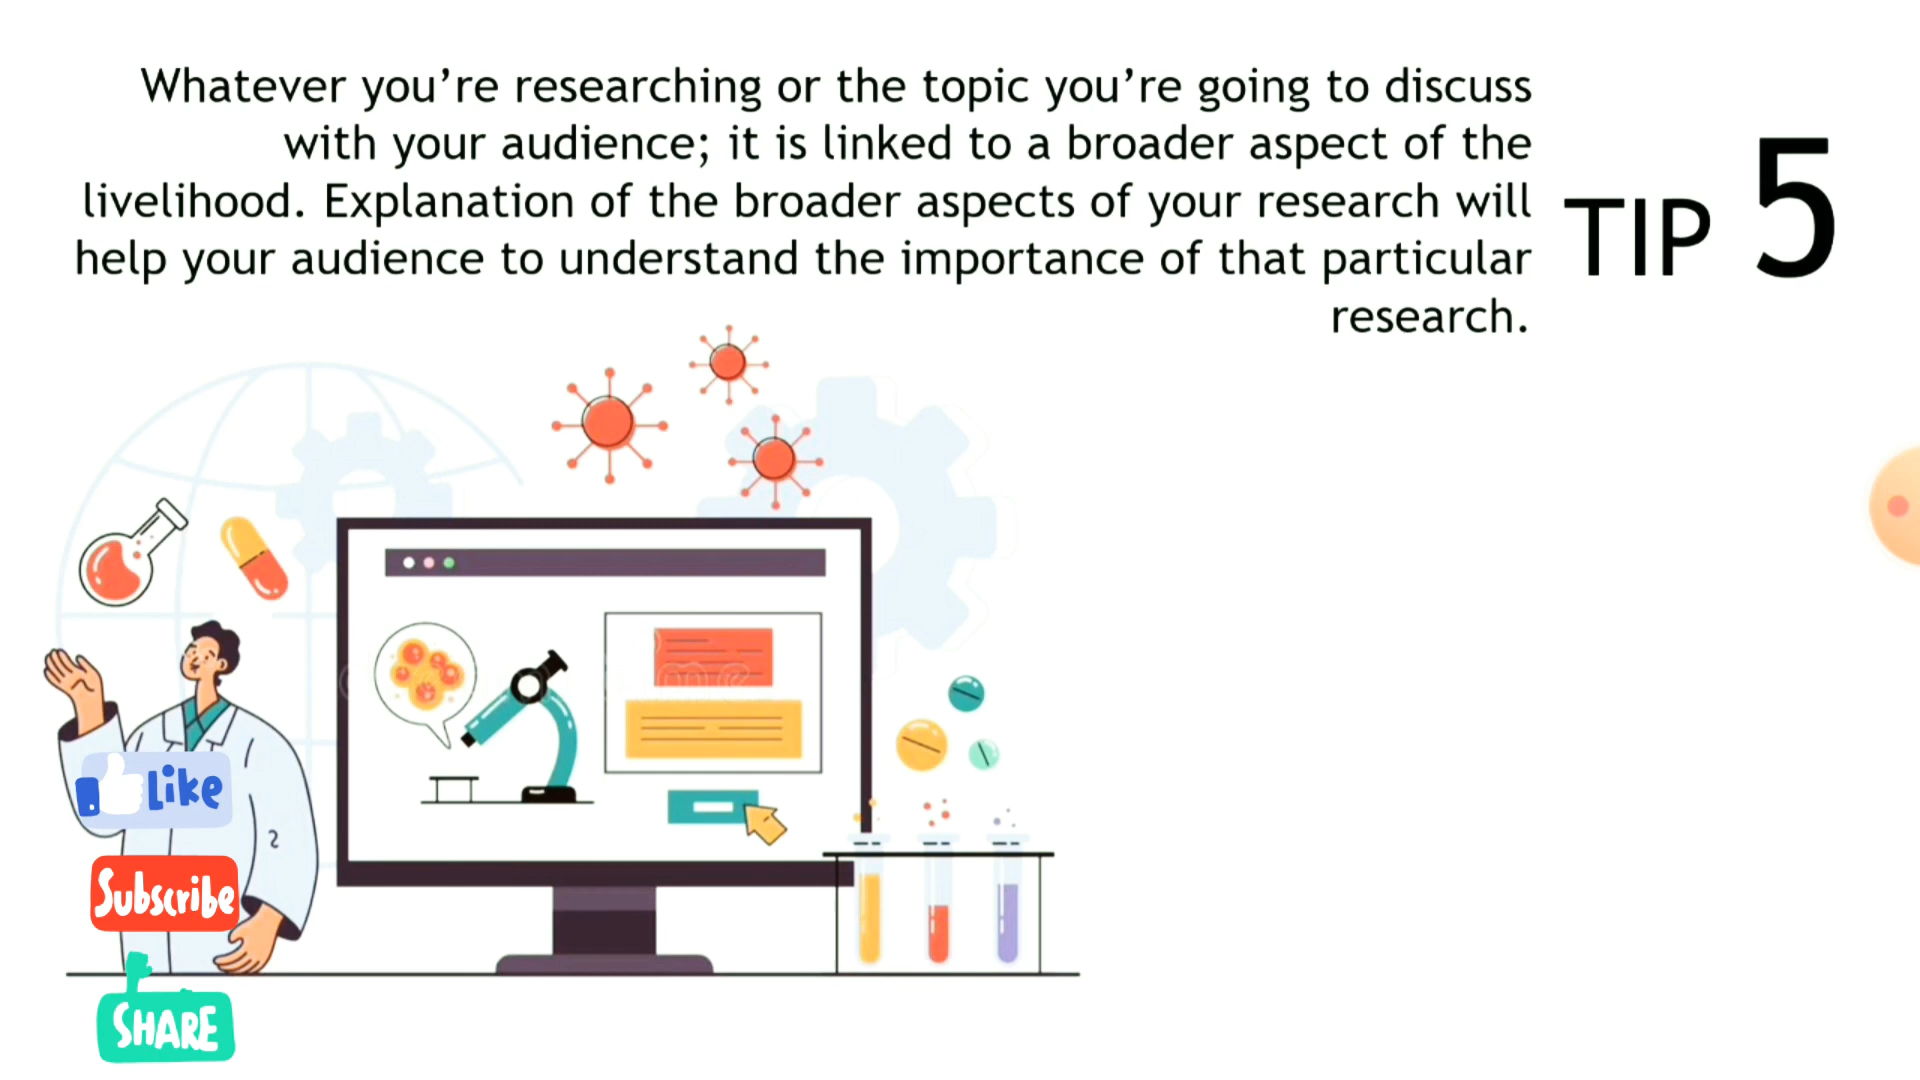 Whatever you’re researching or the topic you’re going to discuss
with your audience; it is linked to a broader aspect of the
livelihood. Explanation of the broader aspects of your research will
help your audience to understand the importance of that particular
research.
TIP 5
Like
Subscribe
SHARE